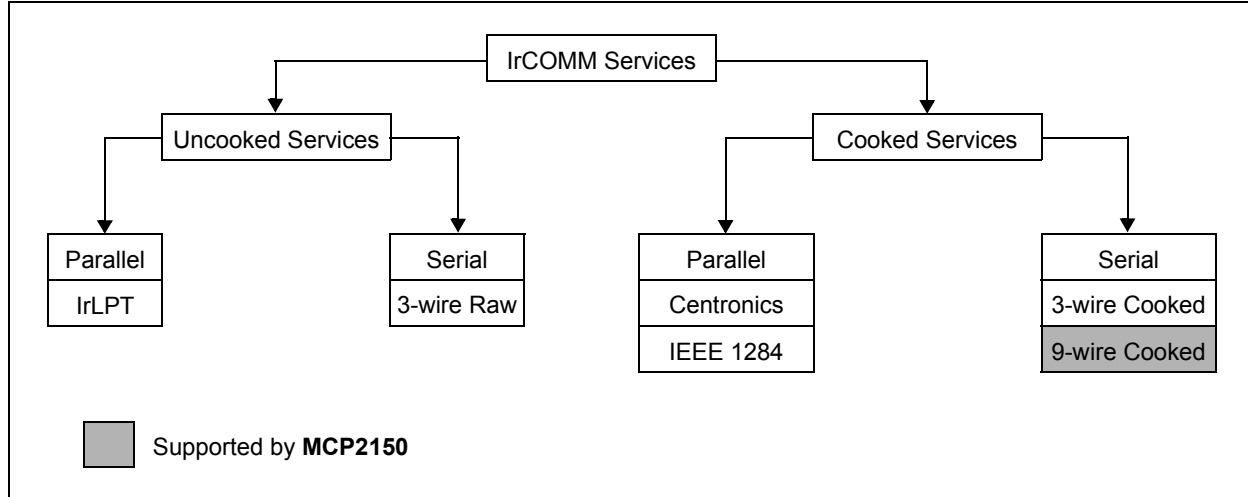 IrCOMM Services
Uncooked Services
Cooked Services
Parallel
IrLPT
Serial
3-wire Raw
Parallel
Centronics
IEEE 1284
Serial
3-wire Cooked
9-wire Cooked
Supported by MCP2150